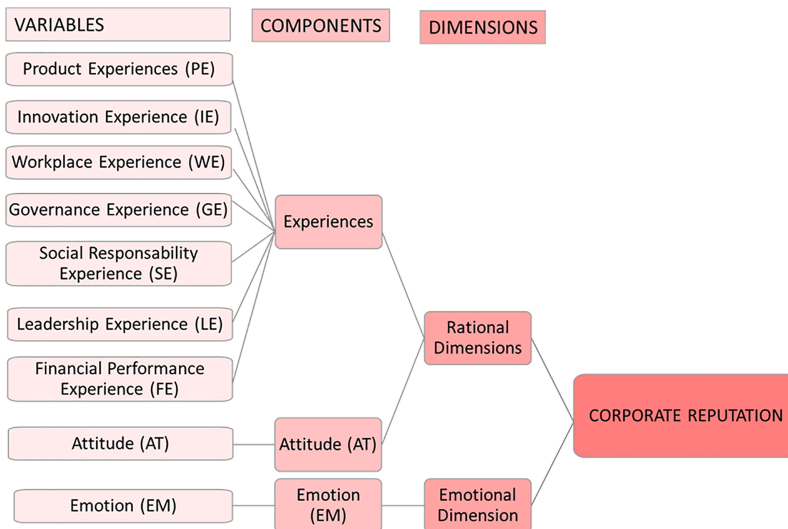 VARIABLES
COMPONENTS
DIMENSIONS
Product Experiences (PE)
Innovation Experience (IE)
Workplace Experience (WE)
Governance Experience (GE)
Social Responsability
Experience (SE)
Leadership Experience (LE)
Financial Performance
Experience (FE)
Attitude (AT)
Emotion (EM)
Experiences
Attitude (AT)
Emotion
(EM)
Rational
Dimensions
Emotional
Dimension
CORPORATE REPUTATION